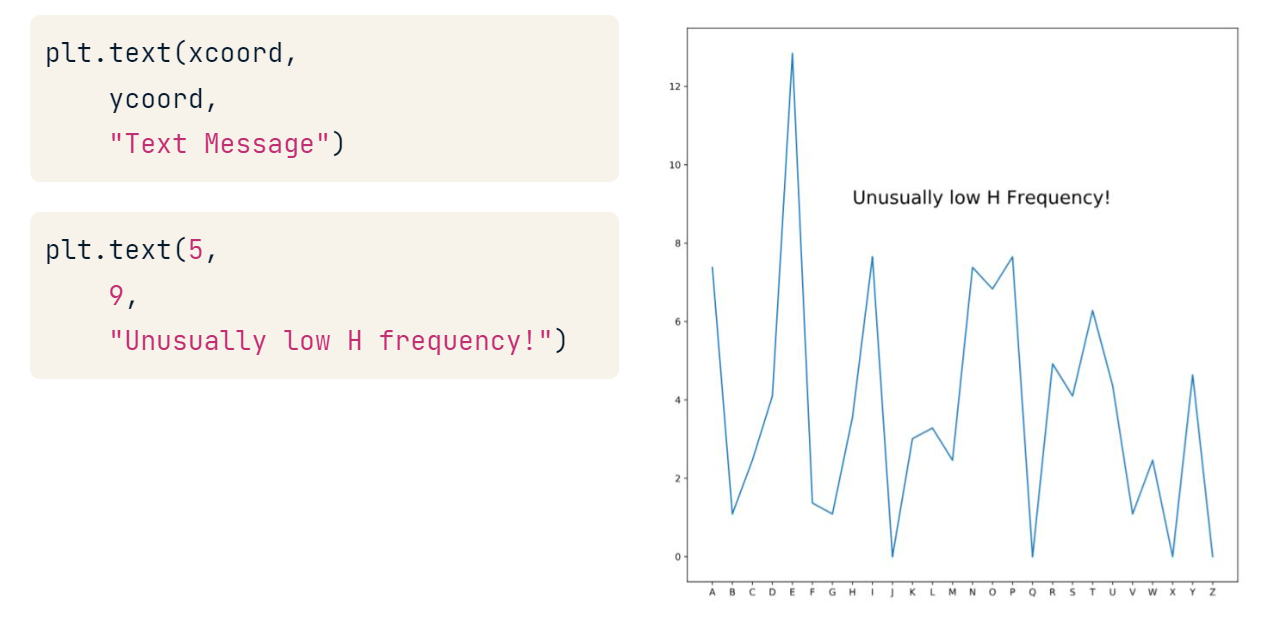 plt.text(xcoord,
ycoord,
"Text Message")
plt.text(5,
9,
"Unusually low H frequency!")
Unusually low H Frequency!
12
10
8
6
4
2
0
A B C D E F G H I J K L M N O P Q R S T U V W X Y Z